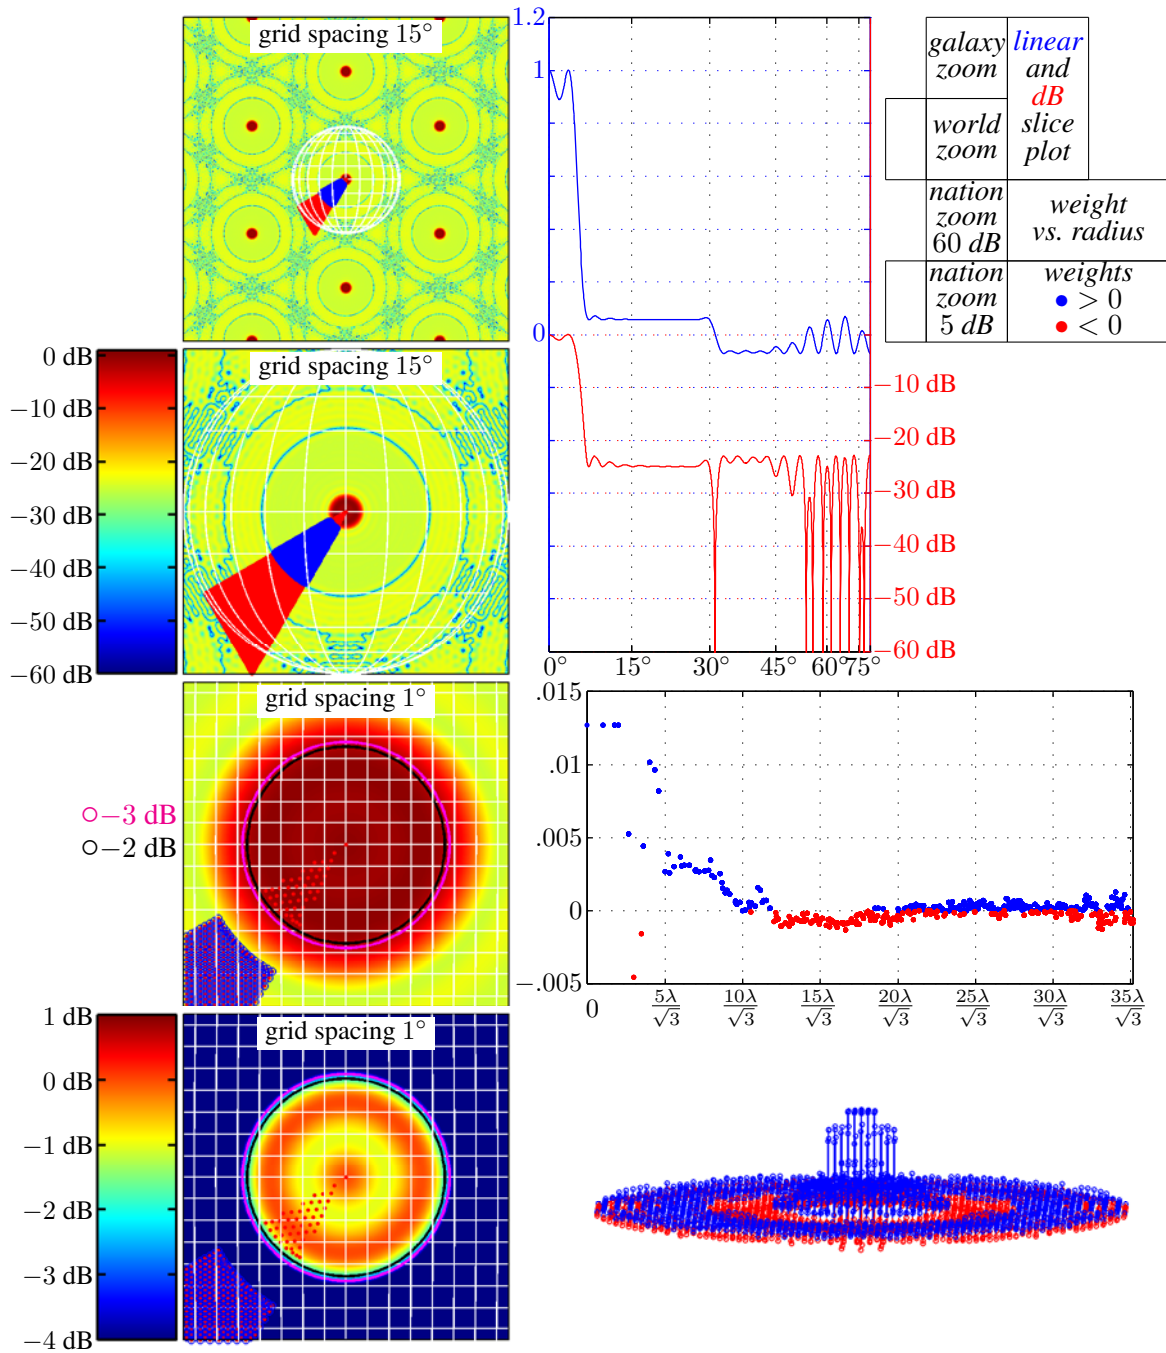 grid spacing 15°
0 dB
−10 dB
−20 dB
−30 dB
−40 dB
−50 dB
−60 dB
grid spacing 15°
−3 dB
−2 dB
grid spacing 1°
1 dB
0 dB
−1 dB
−2 dB
−3 dB
−4 dB
grid spacing 1°
1.2
1
0
−10 dB
−20 dB
−30 dB
−40 dB
−50 dB
−60 dB
0° 15° 30° 45° 60° 75°
galaxy
zoom
linear
and
dB
slice
plot
world
zoom
nation
zoom
60 dB
weight
vs. radius
nation
zoom
5 dB
weights
> 0
< 0
.015
.01
.005
0
−.005
0 5λ/√3 10λ/√3 15λ/√3 20λ/√3 25λ/√3 30λ/√3 35λ/√3